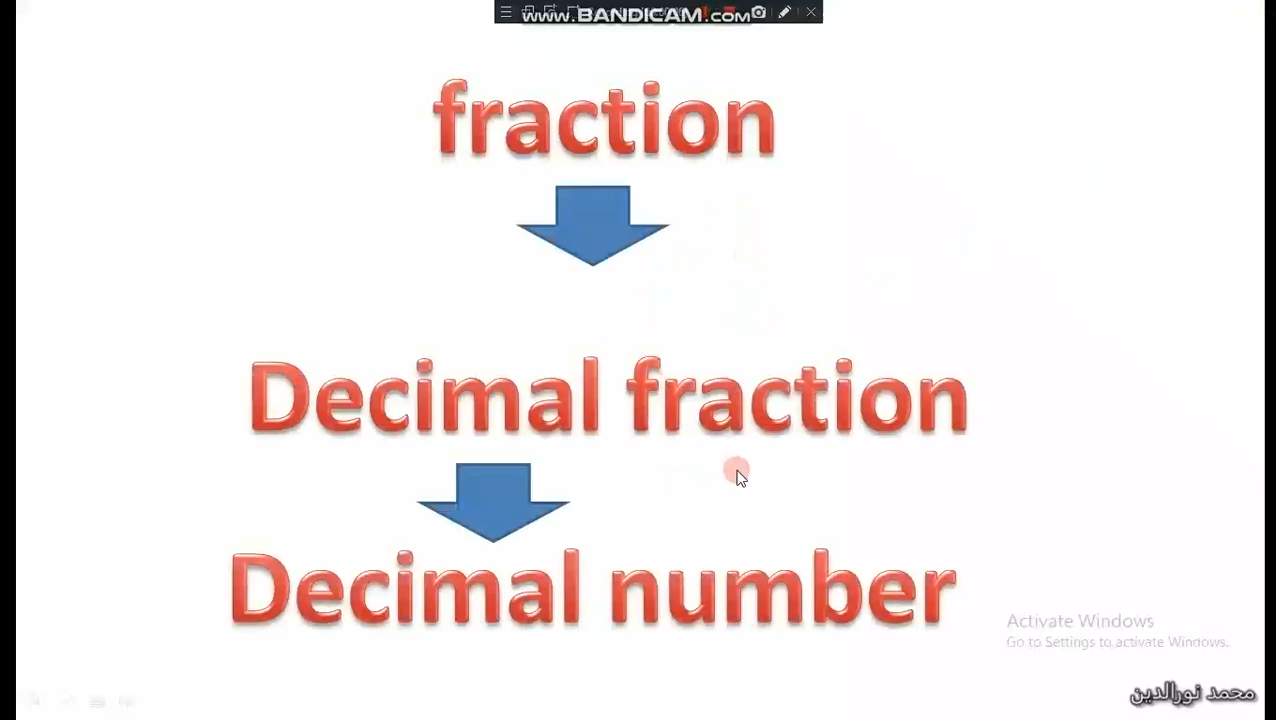 www.BANDICAM.com
fraction
Decimal fraction
Decimal number
Activate Windows
Go to Settings to activate Windows.
محمد نورالدين